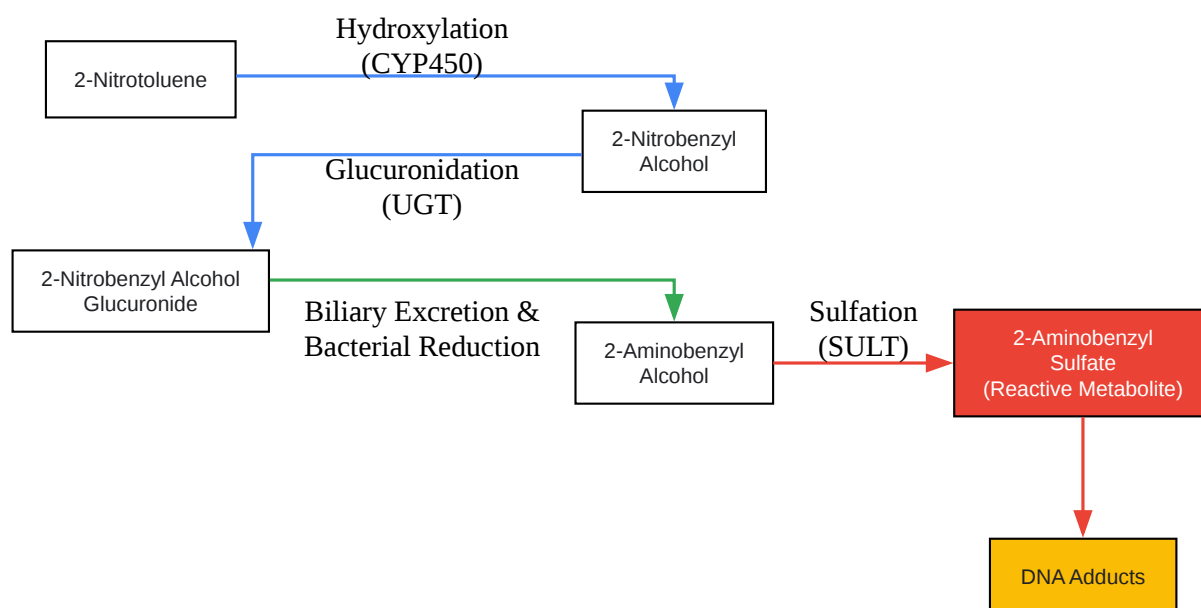 Hydroxylation
(CYP450)
2-Nitrotoluene
2-Nitrobenzyl
Alcohol
Glucuronidation
(UGT)
2-Nitrobenzyl Alcohol
Glucuronide
Biliary Excretion &
Bacterial Reduction
2-Aminobenzyl
Alcohol
Sulfation
(SULT)
2-Aminobenzyl
Sulfate
(Reactive Metabolite)
DNA Adducts